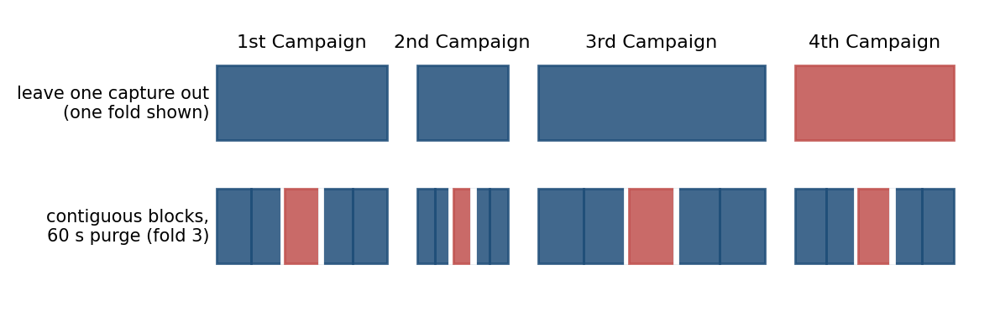 1st Campaign 2nd Campaign 3rd Campaign 4th Campaign
leave one capture out
(one fold shown)
contiguous blocks,
60 s purge (fold 3)